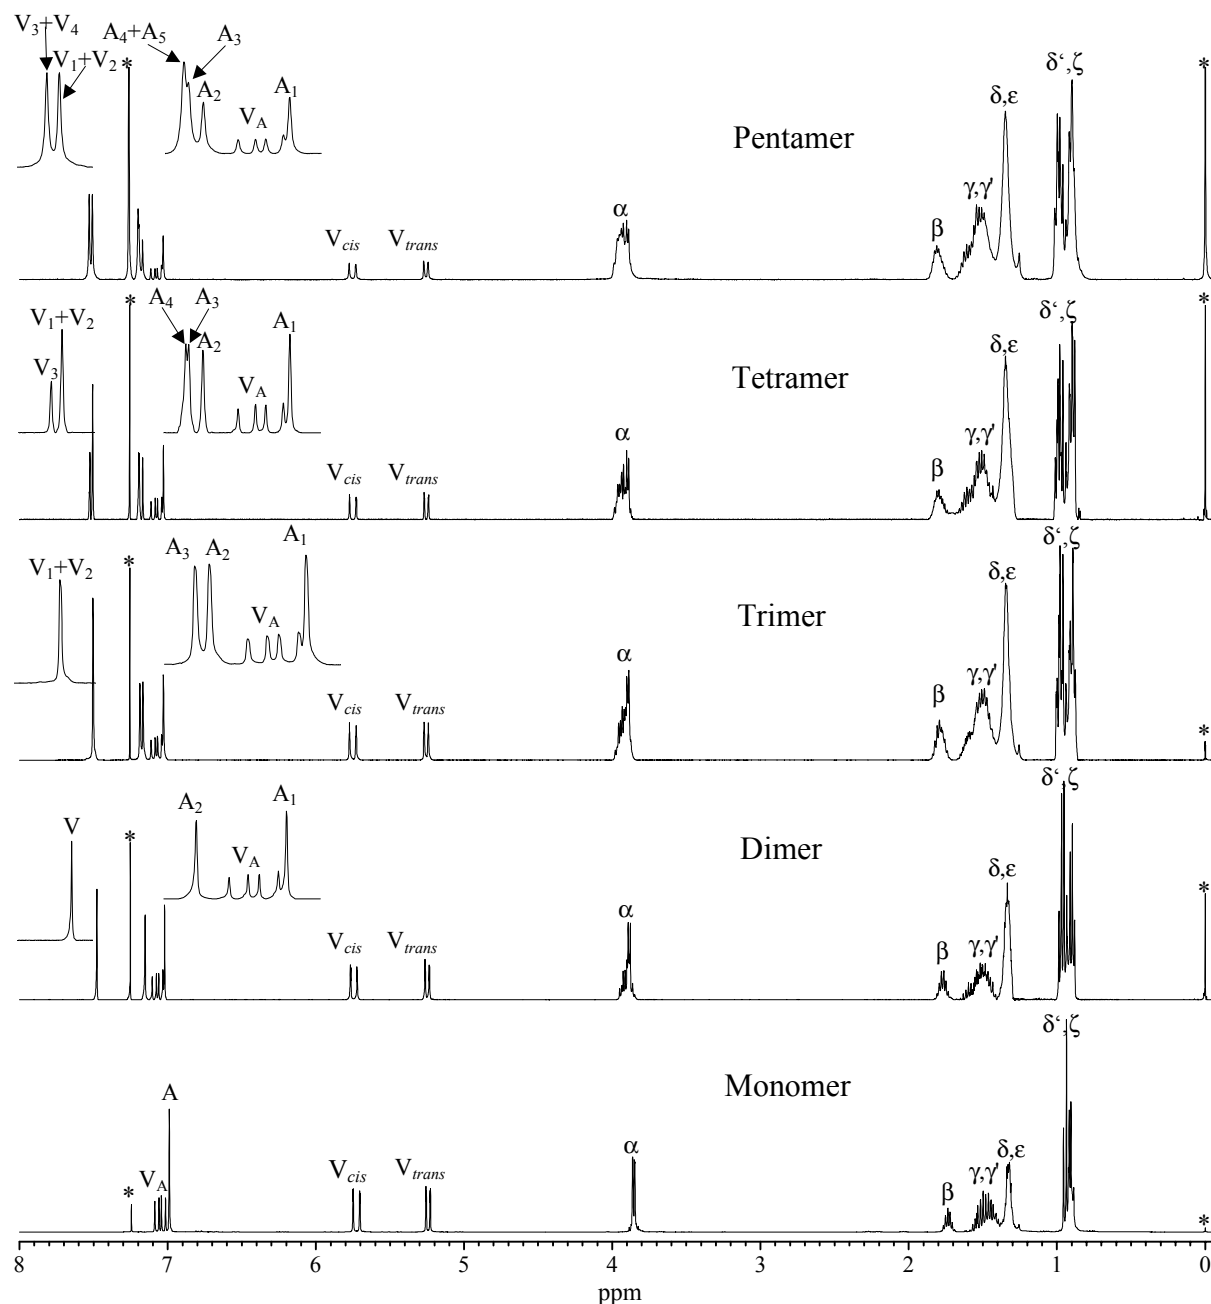 V3+V4
V1+V2
*
A4+A5
A3
A2
VA
A1
Pentamer
Vcis
Vtrans
α
β
γ,γ'
δ,ε
δ‘,ζ
*
V1+V2
V3
*
A4
A3
A2
VA
A1
Tetramer
Vcis
Vtrans
α
β
γ,γ'
δ,ε
δ‘,ζ
*
V1+V2
*
A3
A2
VA
A1
Trimer
Vcis
Vtrans
α
β
γ,γ'
δ,ε
δ‘,ζ
*
V
*
A2
VA
A1
Dimer
Vcis
Vtrans
α
β
γ,γ'
δ,ε
δ‘,ζ
*
*
VA
A
Monomer
Vcis
Vtrans
α
β
γ,γ'
δ,ε
δ‘,ζ
*
8 7 6 5 4 3 2 1 0
ppm